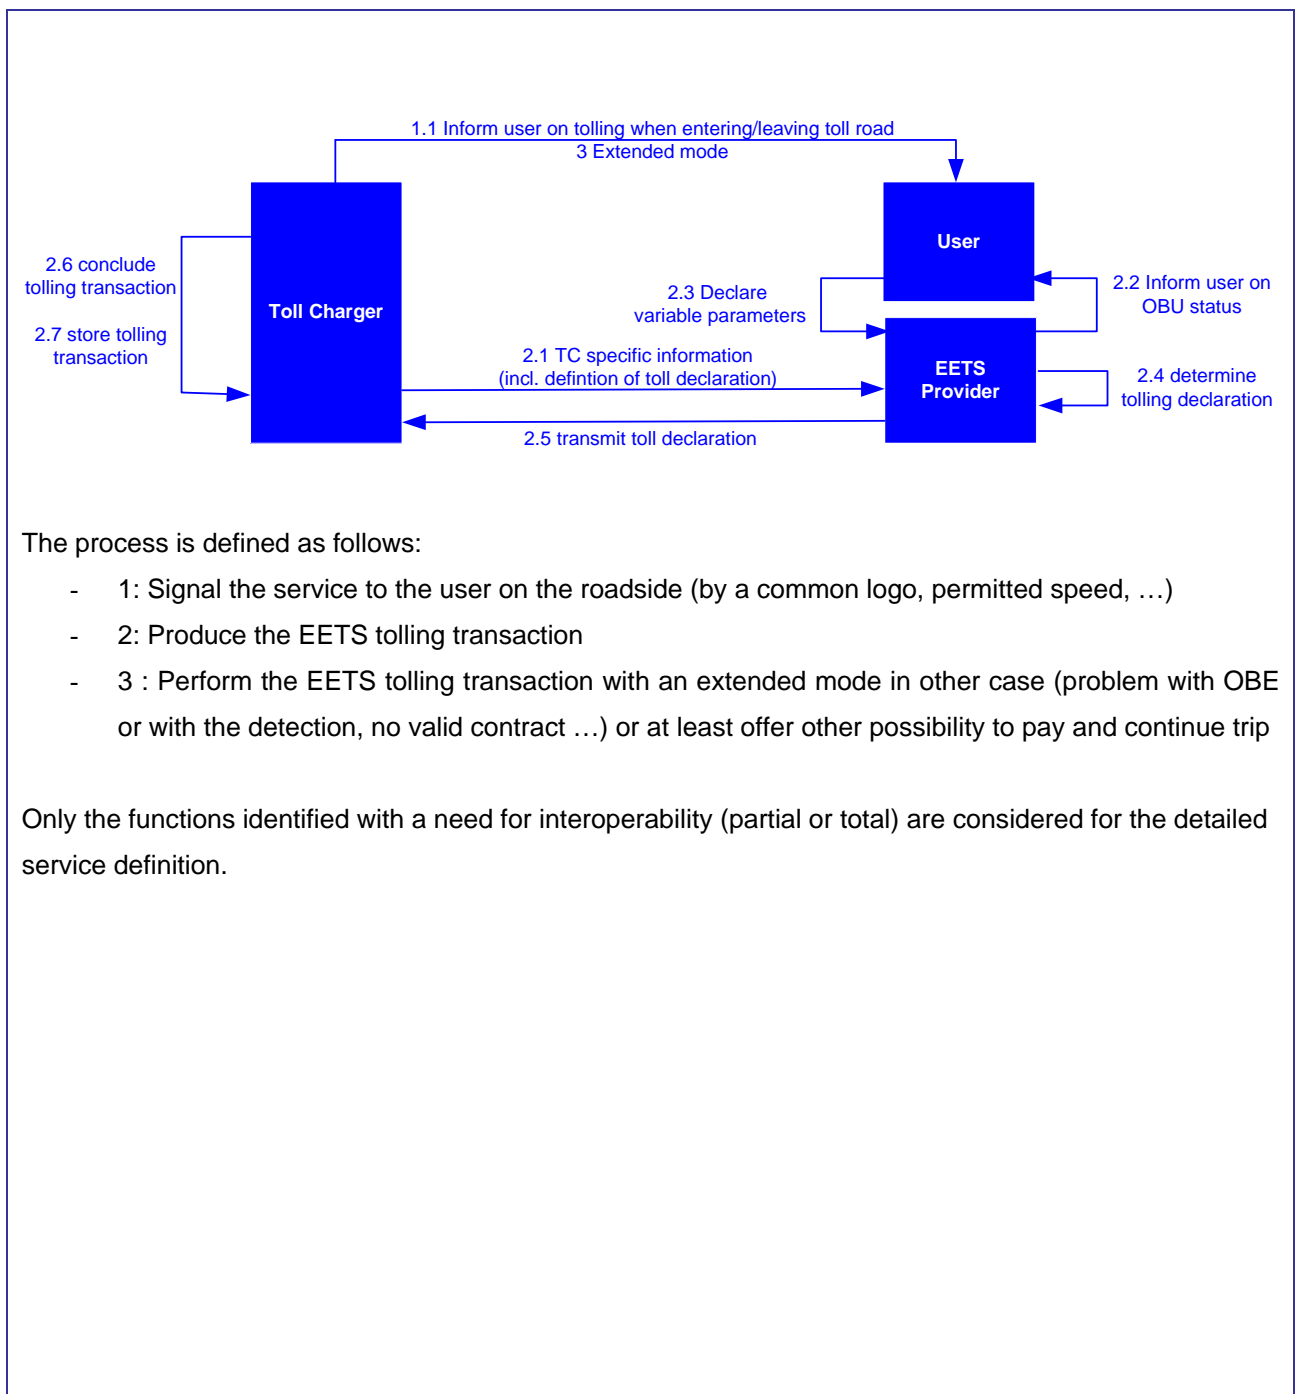 1.1 Inform user on tolling when entering/leaving toll road
3 Extended mode
User
2.6 conclude
tolling transaction
2.7 store tolling
transaction
Toll Charger
2.3 Declare
variable parameters
2.2 Inform user on
OBU status
2.1 TC specific information
(incl. defintion of toll declaration)
EETS
Provider
2.4 determine
tolling declaration
2.5 transmit toll declaration
The process is defined as follows:
- 1: Signal the service to the user on the roadside (by a common logo, permitted speed, …)
- 2: Produce the EETS tolling transaction
- 3 : Perform the EETS tolling transaction with an extended mode in other case (problem with OBE
or with the detection, no valid contract …) or at least offer other possibility to pay and continue trip
Only the functions identified with a need for interoperability (partial or total) are considered for the detailed
service definition.